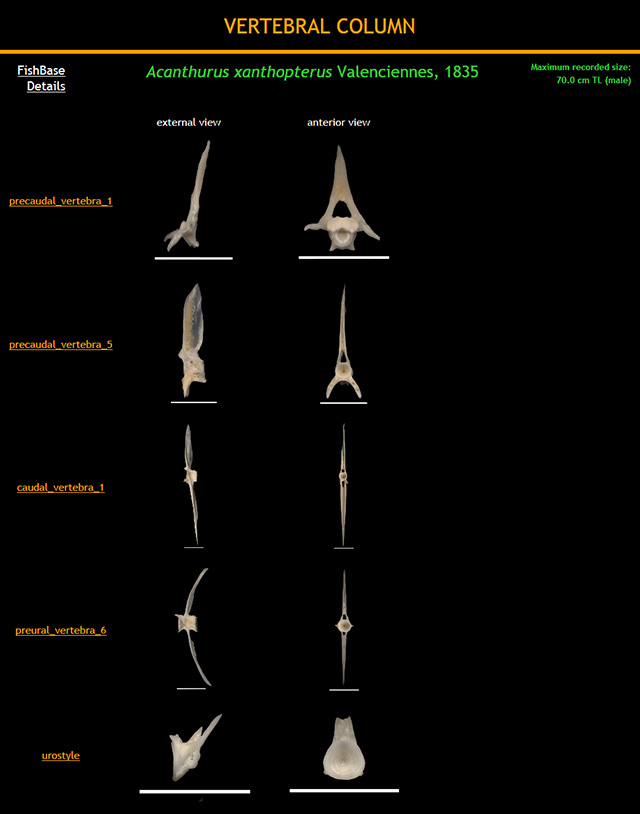 VERTEBRAL COLUMN
FishBase
Details
Acanthurus xanthopterus Valenciennes, 1835
Maximum recorded size:
70.0 cm TL (male)
external view
anterior view
precaudal_vertebra_1
precaudal_vertebra_5
caudal_vertebra_1
preural_vertebra_6
urostyle